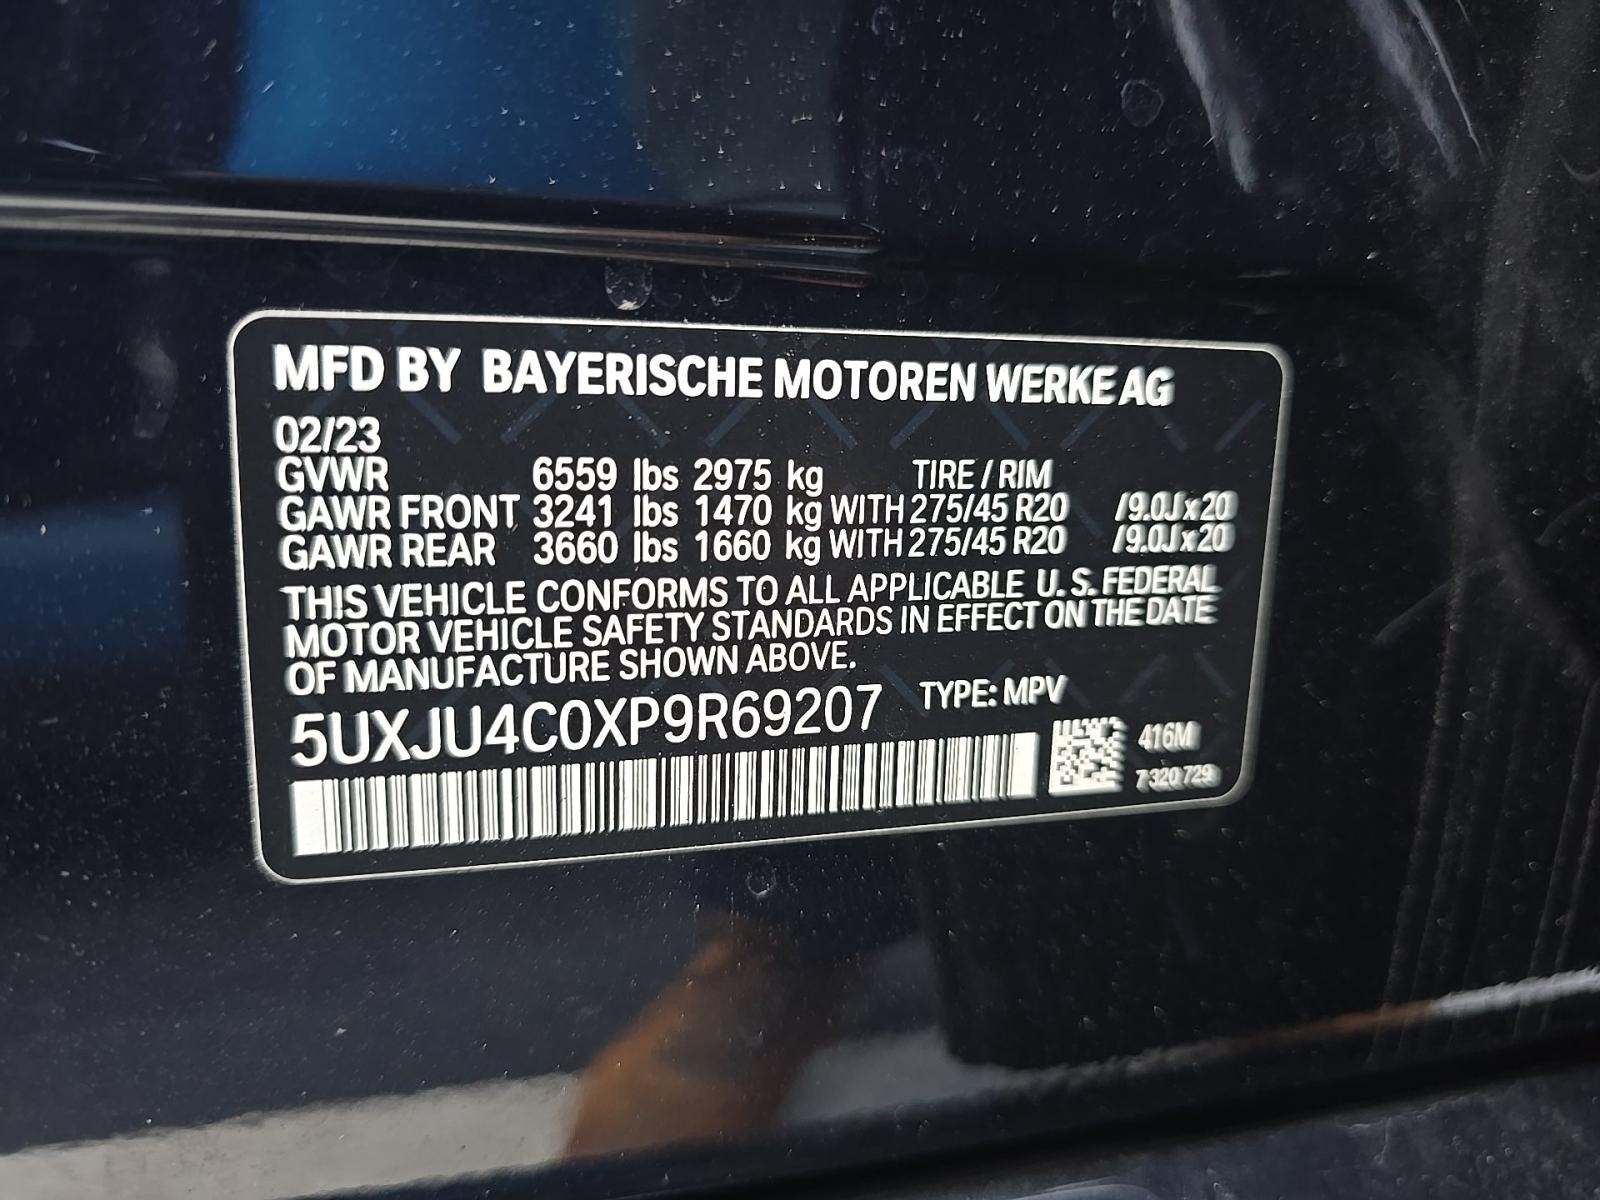 MFD BY BAYERISCHE MOTOREN WERKE AG
02/23
GVWR 6559 lbs 2975 kg TIRE / RIM
GAWR FRONT 3241 lbs 1470 kg WITH 275/45 R20 /9.0J x 20
GAWR REAR 3660 lbs 1660 kg WITH 275/45 R20 /9.0J x 20
THIS VEHICLE CONFORMS TO ALL APPLICABLE U.S. FEDERAL
MOTOR VEHICLE SAFETY STANDARDS IN EFFECT ON THE DATE
OF MANUFACTURE SHOWN ABOVE.
5UXJU4C0XP9R69207 TYPE: MPV
416M
7 320 729